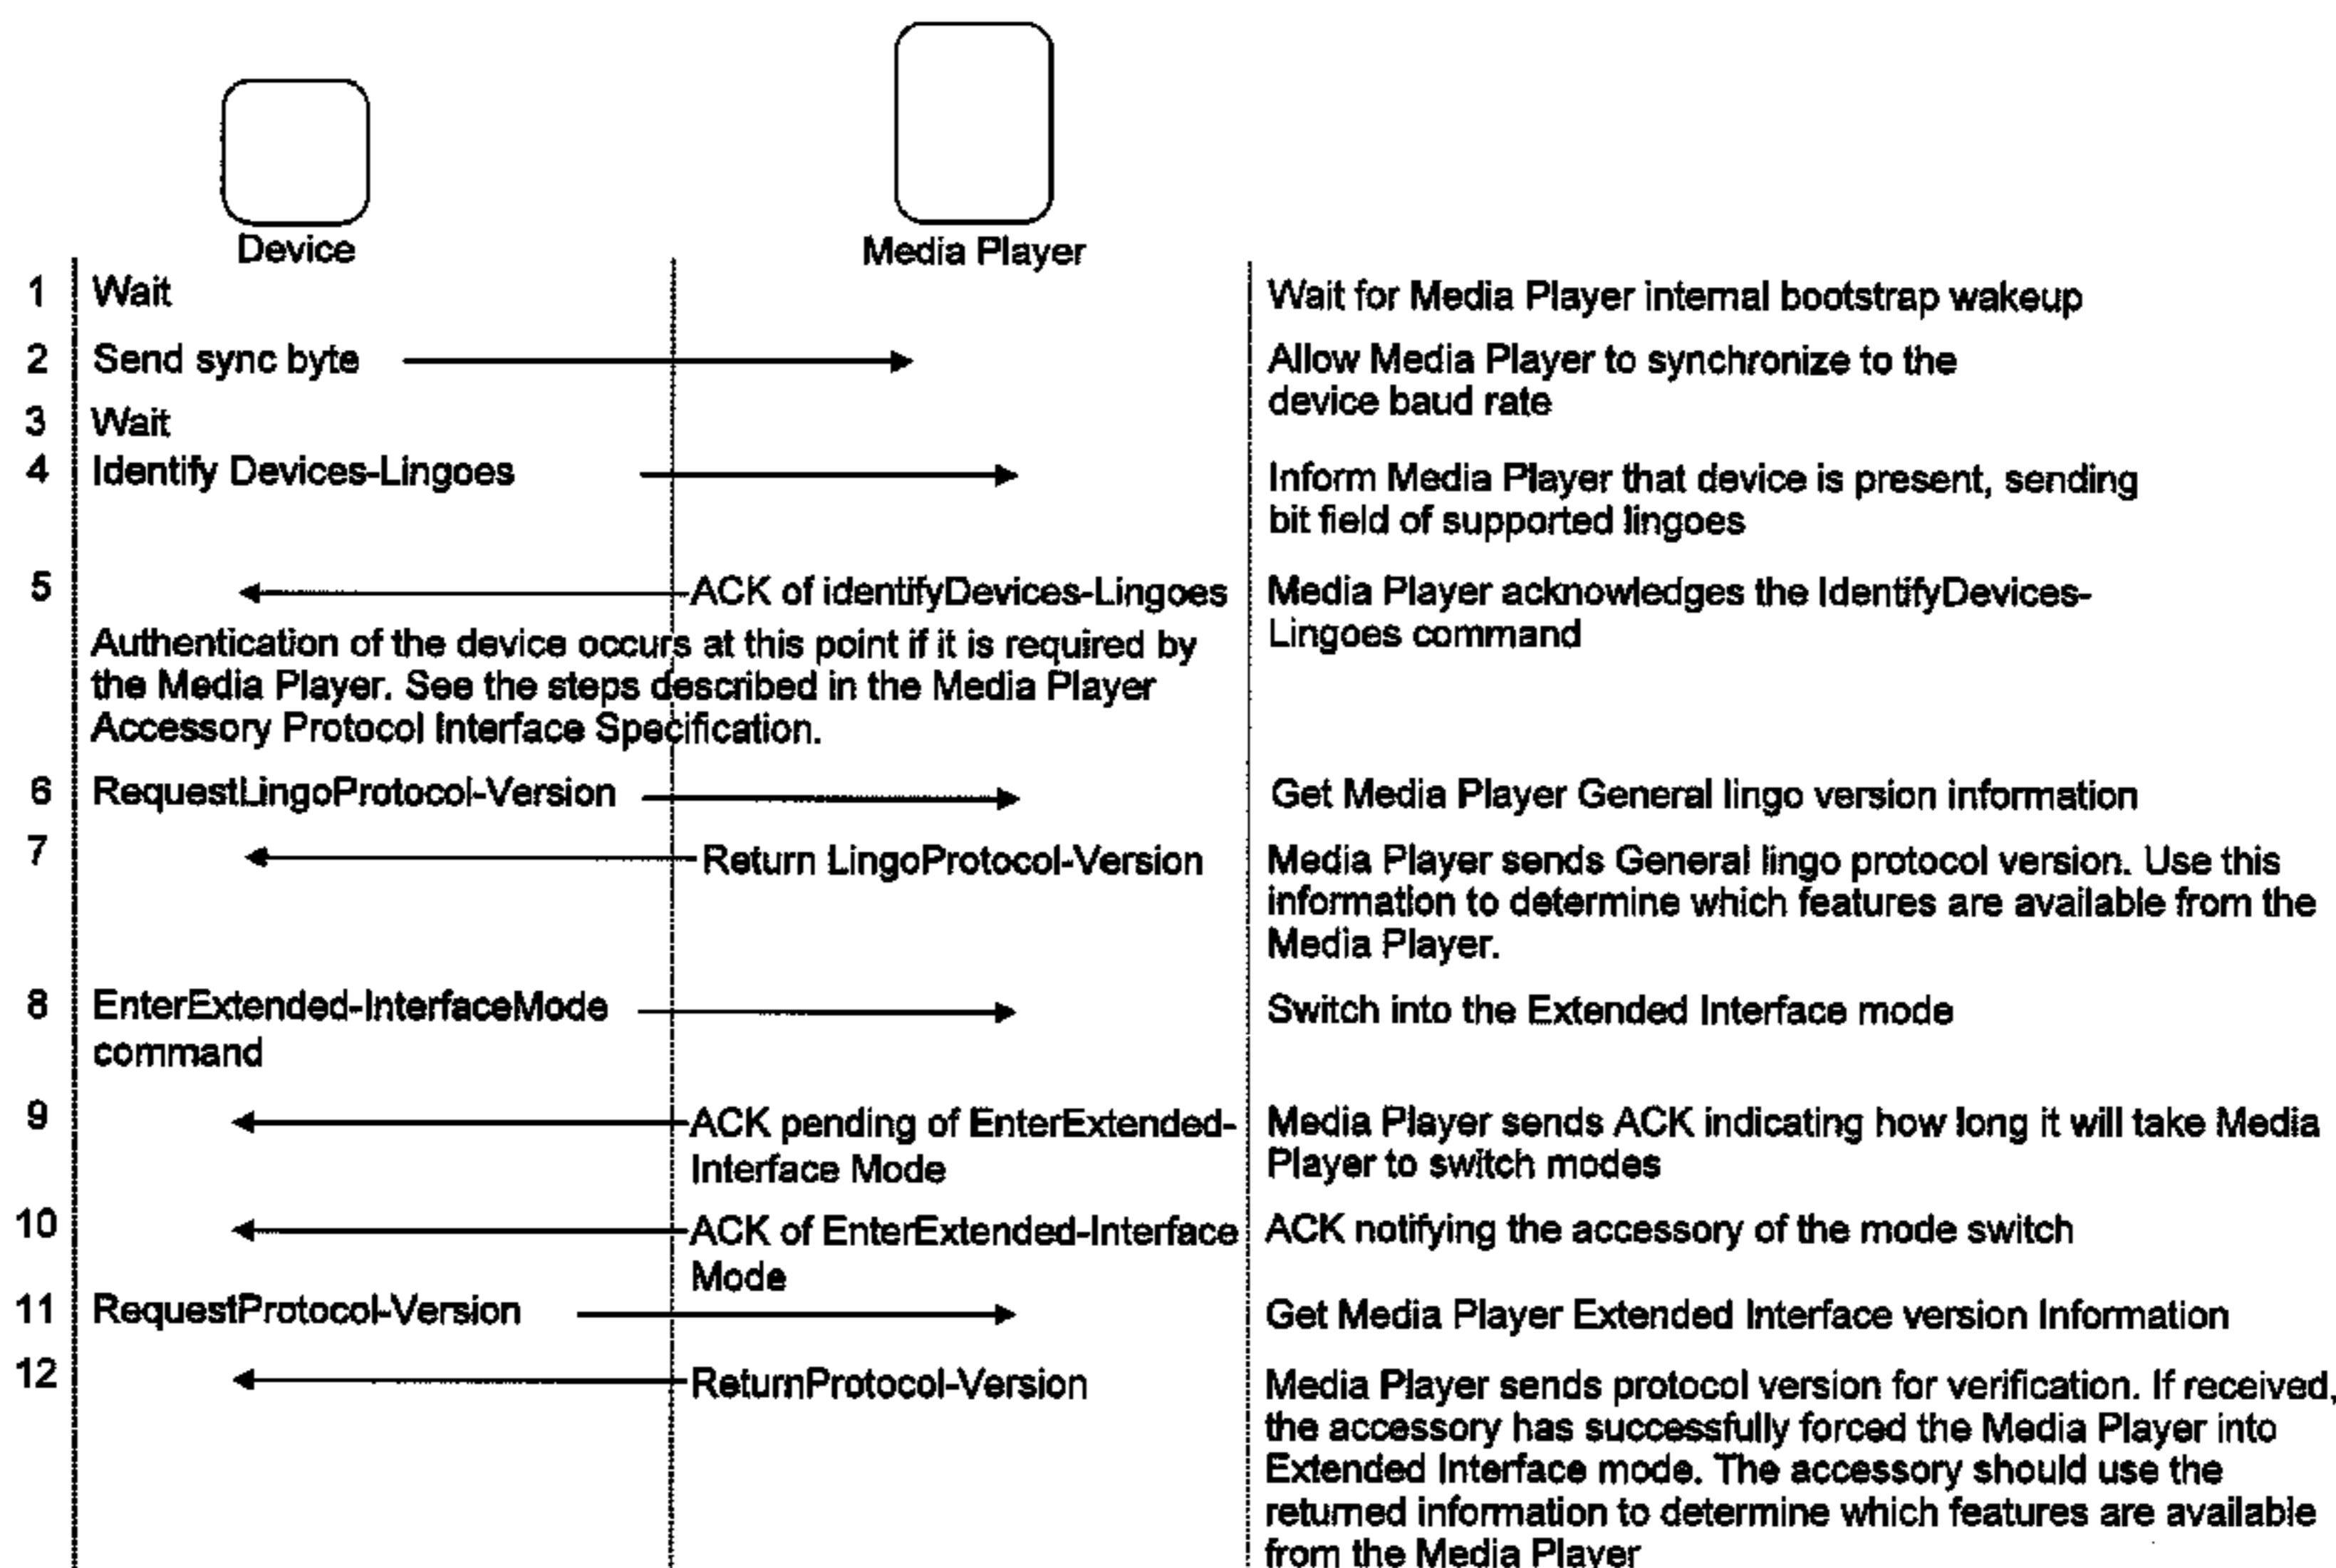 Device
Media Player
1 Wait Wait for Media Player internal bootstrap wakeup
2 Send sync byte Allow Media Player to synchronize to the
device baud rate
3 Wait
4 Identify Devices-Lingoes Inform Media Player that device is present, sending
bit field of supported lingoes
5 ACK of identifyDevices-Lingoes Media Player acknowledges the IdentifyDevices-
Lingoes command
Authentication of the device occurs at this point if it is required by
the Media Player. See the steps described in the Media Player
Accessory Protocol Interface Specification.
6 RequestLingoProtocol-Version Get Media Player General lingo version information
7 Return LingoProtocol-Version Media Player sends General lingo protocol version. Use this
information to determine which features are available from the
Media Player.
8 EnterExtended-InterfaceMode Switch into the Extended Interface mode
command
9 ACK pending of EnterExtended- Media Player sends ACK indicating how long it will take Media
Interface Mode Player to switch modes
10 ACK of EnterExtended-Interface ACK notifying the accessory of the mode switch
Mode
11 RequestProtocol-Version Get Media Player Extended Interface version Information
12 ReturnProtocol-Version Media Player sends protocol version for verification. If received,
the accessory has successfully forced the Media Player into
Extended Interface mode. The accessory should use the
returned information to determine which features are available
from the Media Player